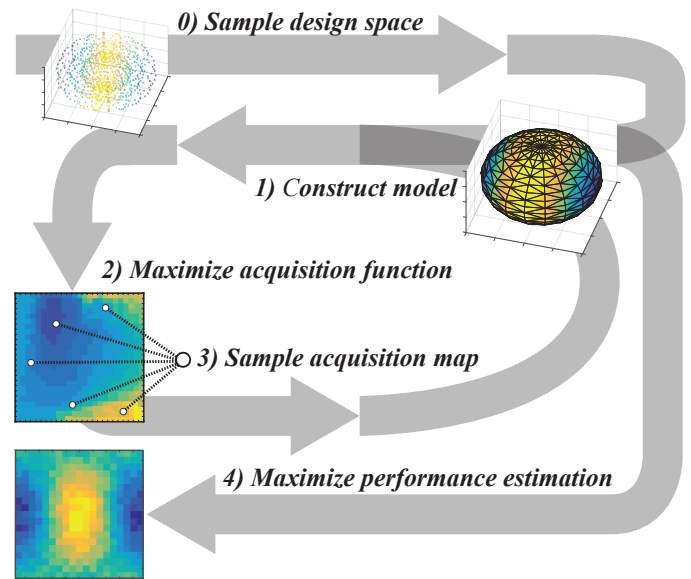 0) Sample design space
1) Construct model
2) Maximize acquisition function
3) Sample acquisition map
4) Maximize performance estimation